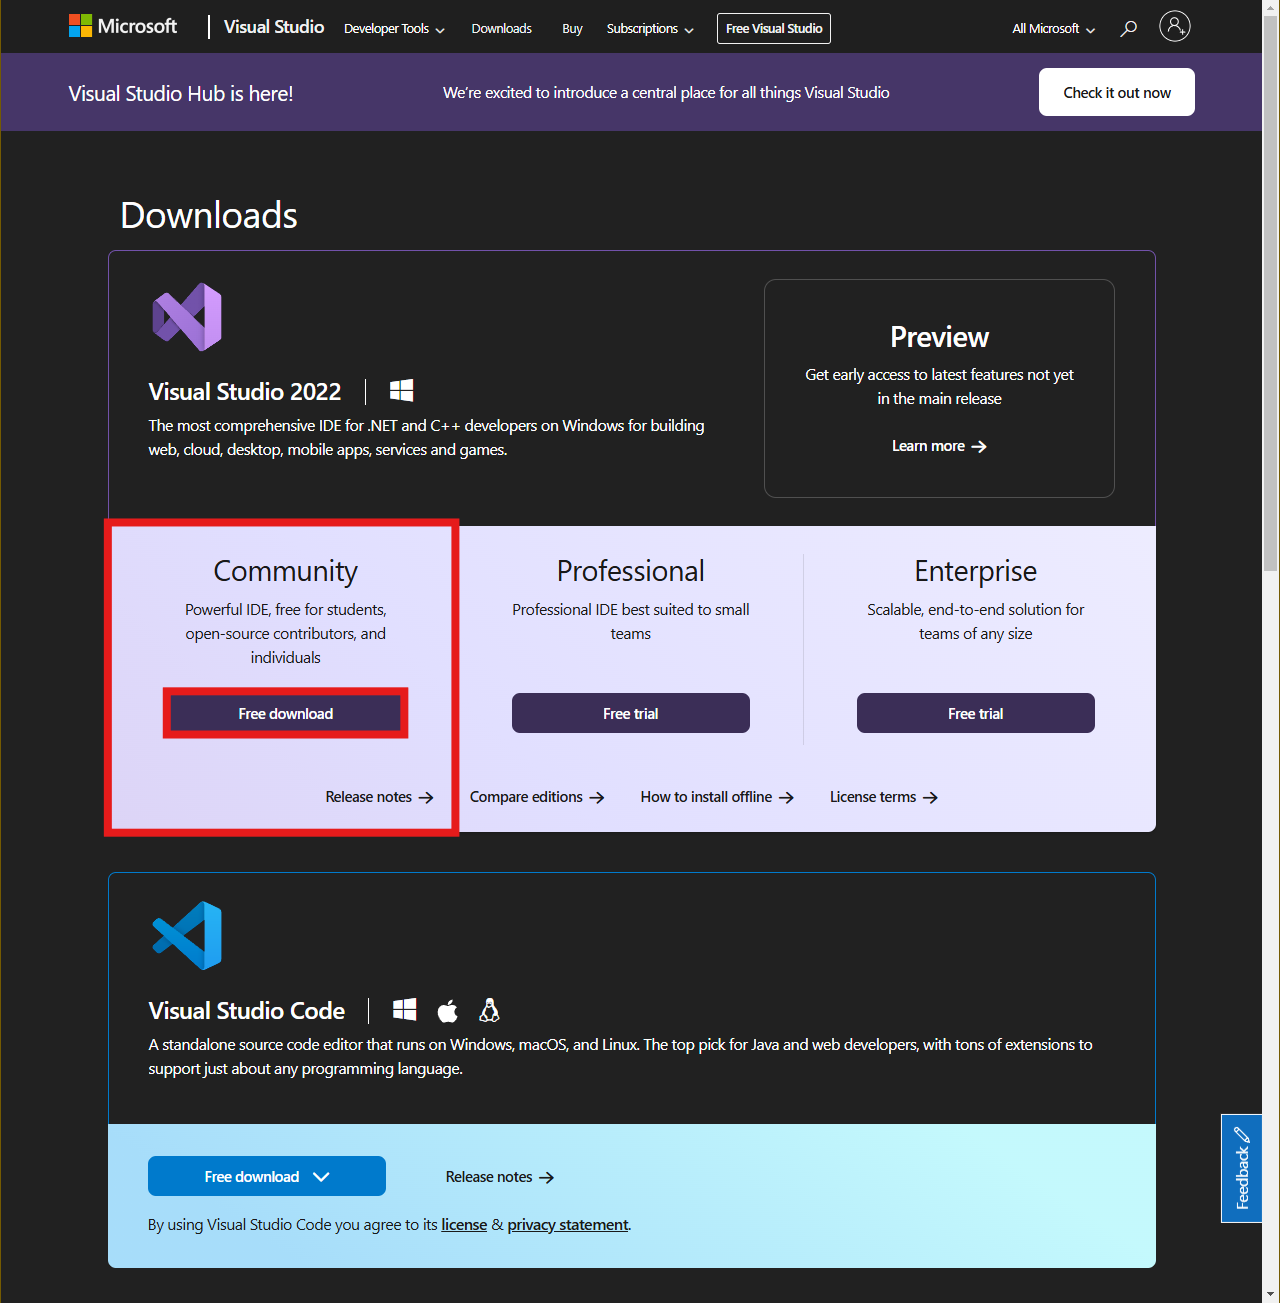 Microsoft
Visual Studio
Developer Tools
Downloads
Buy
Subscriptions
Free Visual Studio
All Microsoft
Visual Studio Hub is here!
We're excited to introduce a central place for all things Visual Studio
Check it out now
Downloads
Visual Studio 2022
The most comprehensive IDE for .NET and C++ developers on Windows for building
web, cloud, desktop, mobile apps, services and games.
Preview
Get early access to latest features not yet
in the main release
Learn more
Community
Powerful IDE, free for students,
open-source contributors, and
individuals
Free download
Professional
Professional IDE best suited to small
teams
Free trial
Enterprise
Scalable, end-to-end solution for
teams of any size
Free trial
Release notes
Compare editions
How to install offline
License terms
Visual Studio Code
A standalone source code editor that runs on Windows, macOS, and Linux. The top pick for Java and web developers, with tons of extensions to
support just about any programming language.
Free download
Release notes
By using Visual Studio Code you agree to its license & privacy statement.
Feedback